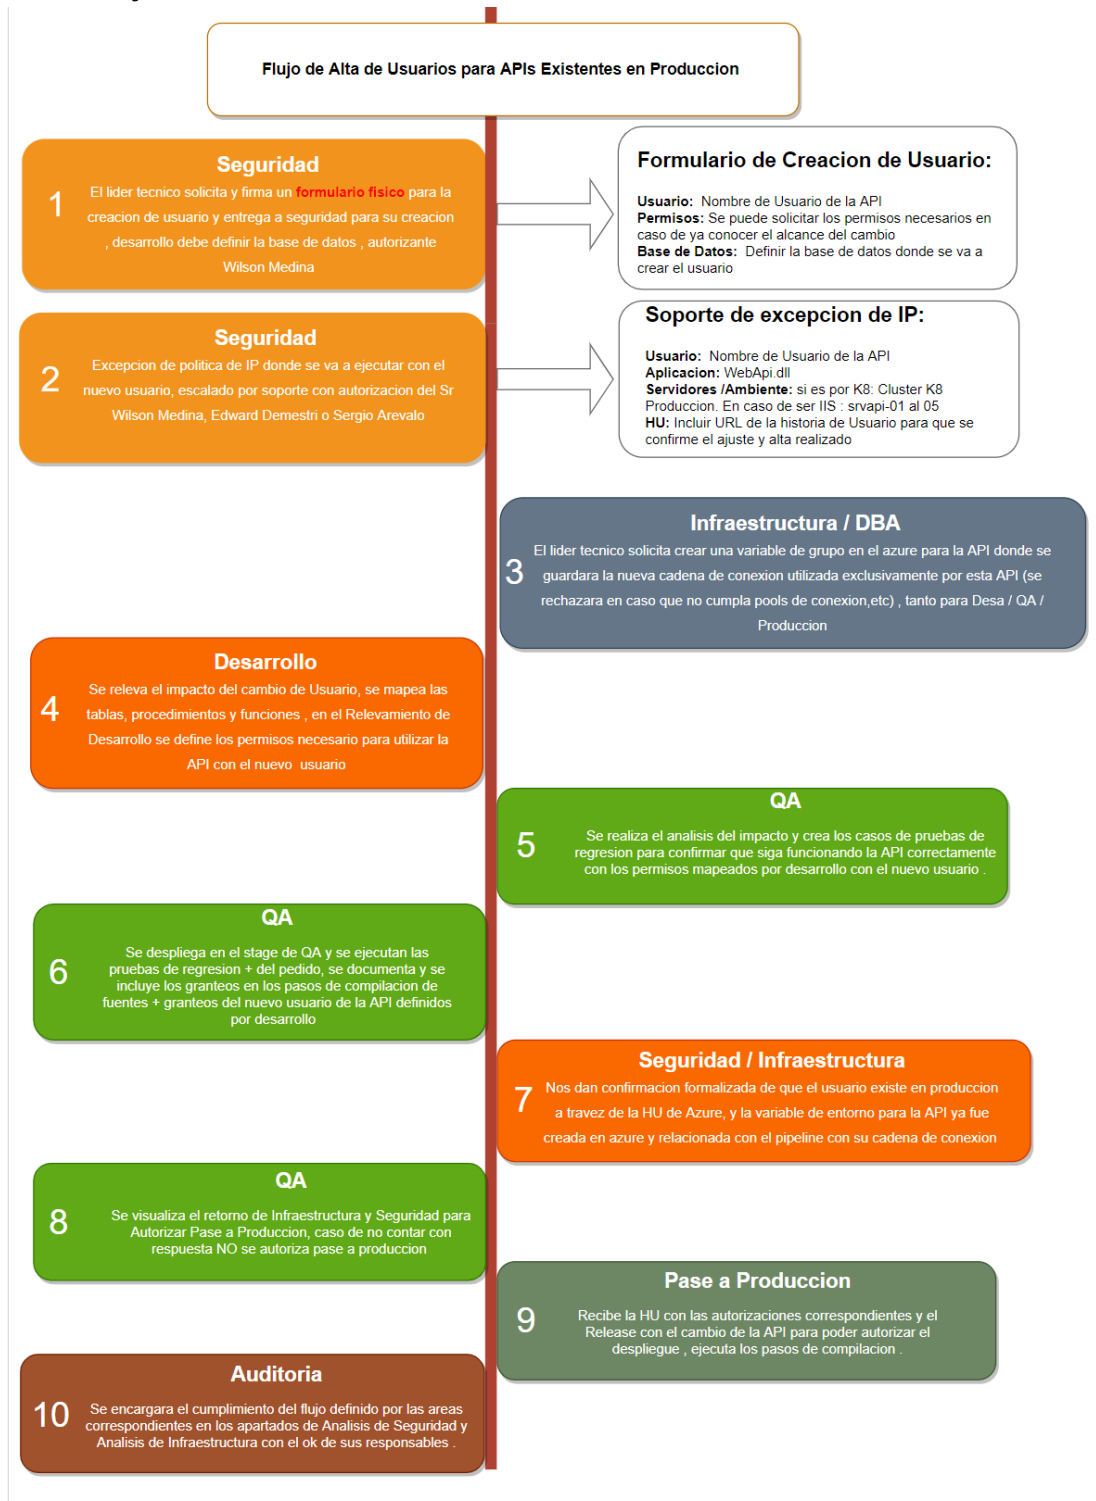 Flujo de Alta de Usuarios para APIs Existentes en Produccion
Seguridad
1
El lider tecnico solicita y firma un formulario fisico para la
creacion de usuario y entrega a seguridad para su creacion
, desarrollo debe definir la base de datos , autorizante
Wilson Medina
Formulario de Creacion de Usuario:
Usuario: Nombre de Usuario de la API
Permisos: Se puede solicitar los permisos necesarios en
caso de ya conocer el alcance del cambio
Base de Datos: Definir la base de datos donde se va a
crear el usuario
Seguridad
2
Excepcion de politica de IP donde se va a ejecutar con el
nuevo usuario, escalado por soporte con autorizacion del Sr
Wilson Medina, Edward Demestri o Sergio Arevalo
Soporte de excepcion de IP:
Usuario: Nombre de Usuario de la API
Aplicacion: WebApi.dll
Servidores /Ambiente: si es por K8: Cluster K8
Produccion. En caso de ser IIS : srvapi-01 al 05
HU: Incluir URL de la historia de Usuario para que se
confirme el ajuste y alta realizado
Infraestructura / DBA
3
El lider tecnico solicita crear una variable de grupo en el azure para la API donde se
guardara la nueva cadena de conexion utilizada exclusivamente por esta API (se
rechazara en caso que no cumpla pools de conexion,etc) , tanto para Desa / QA /
Produccion
Desarrollo
4
Se releva el impacto del cambio de Usuario, se mapea las
tablas, procedimientos y funciones , en el Relevamiento de
Desarrollo se define los permisos necesario para utilizar la
API con el nuevo usuario
QA
5
Se realiza el analisis del impacto y crea los casos de pruebas de
regresion para confirmar que siga funcionando la API correctamente
con los permisos mapeados por desarrollo con el nuevo usuario .
QA
6
Se despliega en el stage de QA y se ejecutan las
pruebas de regresion + del pedido, se documenta y se
incluye los granteos en los pasos de compilacion de
fuentes + granteos del nuevo usuario de la API definidos
por desarrollo
Seguridad / Infraestructura
7
Nos dan confirmacion formalizada de que el usuario existe en produccion
a travez de la HU de Azure, y la variable de entorno para la API ya fue
creada en azure y relacionada con el pipeline con su cadena de conexion
QA
8
Se visualiza el retorno de Infraestructura y Seguridad para
Autorizar Pase a Produccion, caso de no contar con
respuesta NO se autoriza pase a produccion
Pase a Produccion
9
Recibe la HU con las autorizaciones correspondientes y el
Release con el cambio de la API para poder autorizar el
despliegue , ejecuta los pasos de compilacion .
Auditoria
10
Se encargara el cumplimiento del flujo definido por las areas
correspondientes en los apartados de Analisis de Seguridad y
Analisis de Infraestructura con el ok de sus responsables .